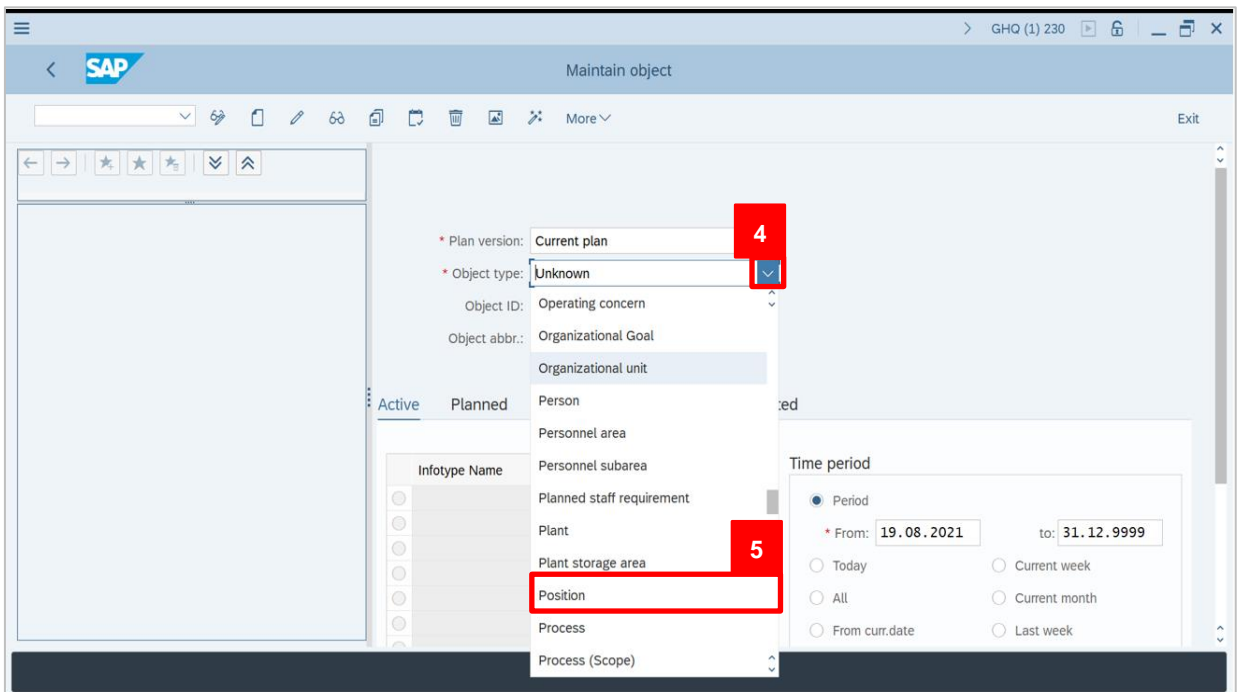 GHQ (1) 230
SAP
Maintain object
More
Exit
4
* Plan version: Current plan
* Object type: Unknown
Object ID:
Object abbr.:
Operating concern
Organizational Goal
Organizational unit
Person
Personnel area
Personnel subarea
Planned staff requirement
Plant
Plant storage area
5
Position
Process
Process (Scope)
Active Planned ted
Infotype Name
Time period
Period
* From: 19.08.2021 to: 31.12.9999
Today Current week
All Current month
From curr.date Last week